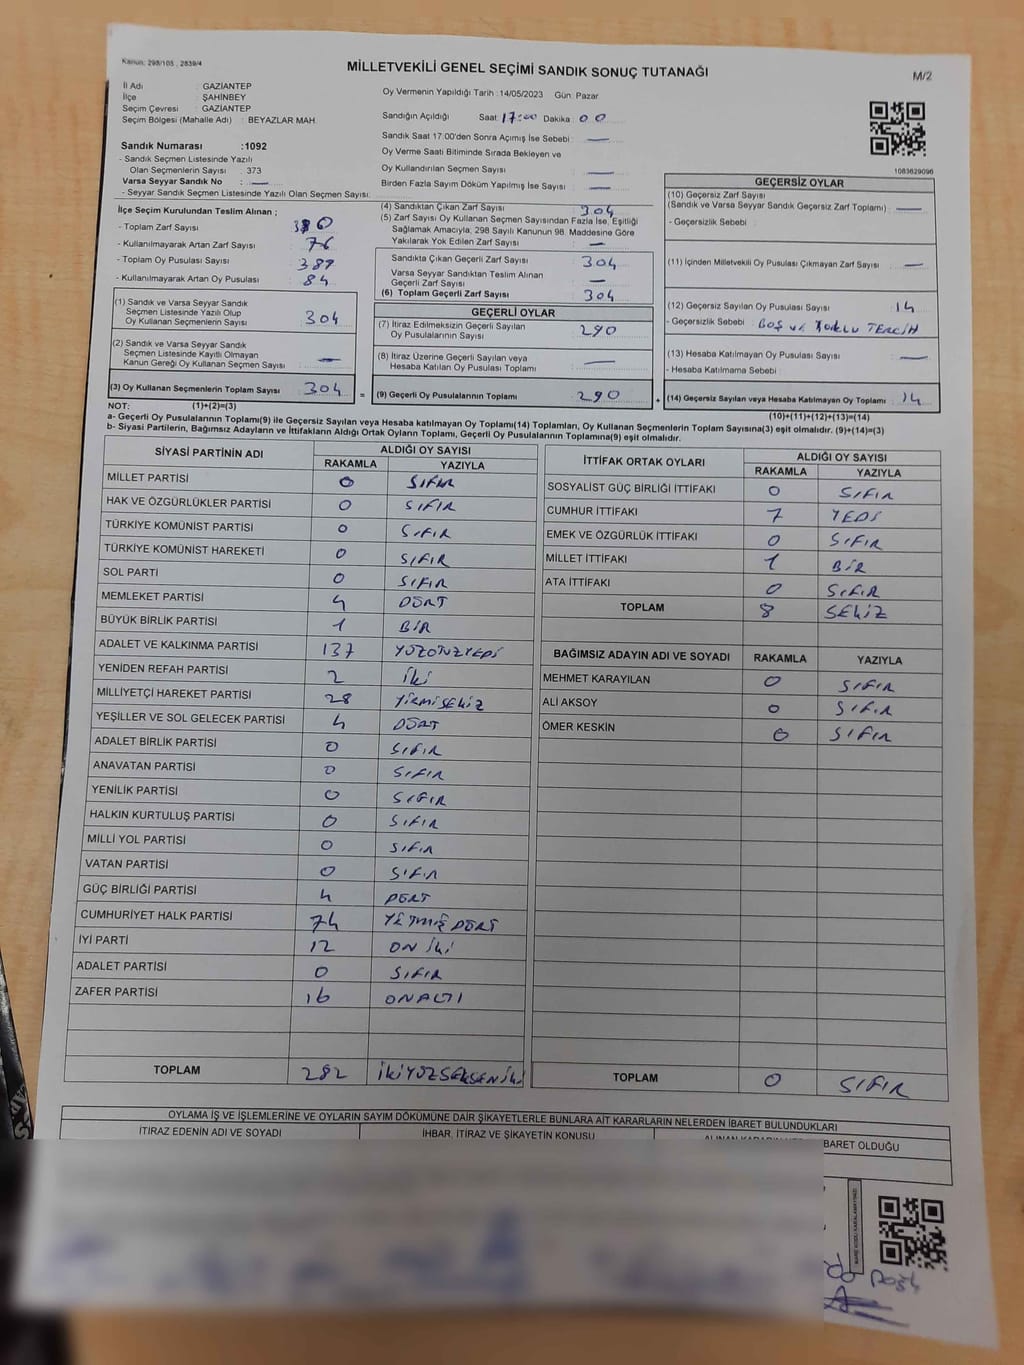 Kanun: 298/105 , 2839/4
MİLLETVEKİLİ GENEL SEÇİMİ SANDIK SONUÇ TUTANAĞI
M/2
İl Adı : GAZİANTEP
İlçe : ŞAHİNBEY
Seçim Çevresi : GAZİANTEP
Seçim Bölgesi (Mahalle Adı) : BEYAZLAR MAH.
Oy Vermenin Yapıldığı Tarih :14/05/2023 Gün: Pazar
Sandığın Açıldığı Saat: 17:00 Dakika : 00
Sandık Saat 17:00'den Sonra Açımış İse Sebebi : —
Oy Verme Saati Bitiminde Sırada Bekleyen ve
Oy Kullandırılan Seçmen Sayısı : —
Birden Fazla Sayım Döküm Yapılmış İse Sayısı : —
1083629096
Sandık Numarası :1092
- Sandık Seçmen Listesinde Yazılı
Olan Seçmenlerin Sayısı : 373
Varsa Seyyar Sandık No : —
- Seyyar Sandık Seçmen Listesinde Yazılı Olan Seçmen Sayısı:
İlçe Seçim Kurulundan Teslim Alınan ;
- Toplam Zarf Sayısı : 380
- Kullanılmayarak Artan Zarf Sayısı : 76
- Toplam Oy Pusulası Sayısı : 389
- Kullanılmayarak Artan Oy Pusulası : 84
(1) Sandık ve Varsa Seyyar Sandık
Seçmen Listesinde Yazılı Olup
Oy Kullanan Seçmenlerin Sayısı : 304
(2) Sandık ve Varsa Seyyar Sandık
Seçmen Listesinde Kayıtlı Olmayan
Kanun Gereği Oy Kullanan Seçmen Sayısı : —
(3) Oy Kullanan Seçmenlerin Toplam Sayısı : 304
(4) Sandıktan Çıkan Zarf Sayısı : 304
(5) Zarf Sayısı Oy Kullanan Seçmen Sayısından Fazla İse, Eşitliği
Sağlamak Amacıyla, 298 Sayılı Kanunun 98. Maddesine Göre
Yakılarak Yok Edilen Zarf Sayısı : —
Sandıkta Çıkan Geçerli Zarf Sayısı : 304
Varsa Seyyar Sandıktan Teslim Alınan
Geçerli Zarf Sayısı : —
(6) Toplam Geçerli Zarf Sayısı : 304
GEÇERLİ OYLAR
(7) İtiraz Edilmeksizin Geçerli Sayılan
Oy Pusulalarının Sayısı : 290
(8) İtiraz Üzerine Geçerli Sayılan veya
Hesaba Katılan Oy Pusulası Toplamı : —
= (9) Geçerli Oy Pusulalarının Toplamı : 290
GEÇERSİZ OYLAR
(10) Geçersiz Zarf Sayısı
(Sandık ve Varsa Seyyar Sandık Geçersiz Zarf Toplamı) : —
- Geçersizlik Sebebi :
(11) İçinden Milletvekili Oy Pusulası Çıkmayan Zarf Sayısı : —
(12) Geçersiz Sayılan Oy Pusulası Sayısı : 14
- Geçersizlik Sebebi : BOŞ ve TERCİH
(13) Hesaba Katılmayan Oy Pusulası Sayısı : —
- Hesaba Katılmama Sebebi :
+ (14) Geçersiz Sayılan veya Hesaba Katılmayan Oy Toplamı : 14
NOT: (1)+(2)=(3)
(10)+(11)+(12)+(13)=(14)
a- Geçerli Oy Pusulalarının Toplamı(9) ile Geçersiz Sayılan veya Hesaba katılmayan Oy Toplamı(14) Toplamları, Oy Kullanan Seçmenlerin Toplam Sayısına(3) eşit olmalıdır. (9)+(14)=(3)
b- Siyasi Partilerin, Bağımsız Adayların ve İttifakların Aldığı Ortak Oyların Toplamı, Geçerli Oy Pusulalarının Toplamına(9) eşit olmalıdır.
SİYASİ PARTİNİN ADI ALDIĞI OY SAYISI
RAKAMLA YAZIYLA
MİLLET PARTİSİ 0 SIFIR
HAK VE ÖZGÜRLÜKLER PARTİSİ 0 SIFIR
TÜRKİYE KOMÜNİST PARTİSİ 0 SIFIR
TÜRKİYE KOMÜNİST HAREKETİ 0 SIFIR
SOL PARTİ 0 SIFIR
MEMLEKET PARTİSİ 4 DÖRT
BÜYÜK BİRLİK PARTİSİ 1 BİR
ADALET VE KALKINMA PARTİSİ 137 YÜZOTUZYEDİ
YENİDEN REFAH PARTİSİ 2 İKİ
MİLLİYETÇİ HAREKET PARTİSİ 28 YİRMİSEKİZ
YEŞİLLER VE SOL GELECEK PARTİSİ 4 DÖRT
ADALET BİRLİK PARTİSİ 0 SIFIR
ANAVATAN PARTİSİ 0 SIFIR
YENİLİK PARTİSİ 0 SIFIR
HALKIN KURTULUŞ PARTİSİ 0 SIFIR
MİLLİ YOL PARTİSİ 0 SIFIR
VATAN PARTİSİ 0 SIFIR
GÜÇ BİRLİĞİ PARTİSİ 4 DÖRT
CUMHURİYET HALK PARTİSİ 74 YETMİŞ DÖRT
İYİ PARTİ 12 ON İKİ
ADALET PARTİSİ 0 SIFIR
ZAFER PARTİSİ 16 ONALTI
TOPLAM 282 İKİYÜZSEKSENİKİ
İTTİFAK ORTAK OYLARI ALDIĞI OY SAYISI
RAKAMLA YAZIYLA
SOSYALİST GÜÇ BİRLİĞİ İTTİFAKI 0 SIFIR
CUMHUR İTTİFAKI 7 YEDİ
EMEK VE ÖZGÜRLÜK İTTİFAKI 0 SIFIR
MİLLET İTTİFAKI 1 BİR
ATA İTTİFAKI 0 SIFIR
TOPLAM 8 SEKİZ
BAĞIMSIZ ADAYIN ADI VE SOYADI RAKAMLA YAZIYLA
MEHMET KARAYILAN 0 SIFIR
ALİ AKSOY 0 SIFIR
ÖMER KESKİN 0 SIFIR
TOPLAM 0 SIFIR
OYLAMA İŞ VE İŞLEMLERİNE VE OYLARIN SAYIM DÖKÜMÜNE DAİR ŞİKAYETLERLE BUNLARA AİT KARARLARIN NELERDEN İBARET BULUNDUKLARI
İTİRAZ EDENİN ADI VE SOYADI İHBAR, İTİRAZ VE ŞİKAYETİN KONUSU BARET OLDUĞU